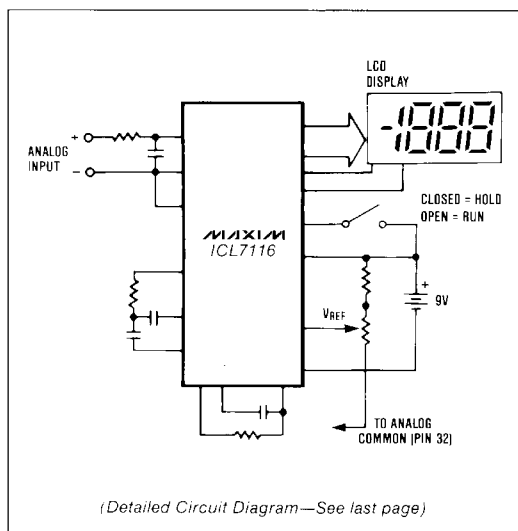 LCD
DISPLAY
-1888
+
ANALOG
INPUT
-
CLOSED = HOLD
OPEN = RUN
MAXIM
ICL7116
+
9V
VREF
TO ANALOG
COMMON (PIN 32)
(Detailed Circuit Diagram—See last page)